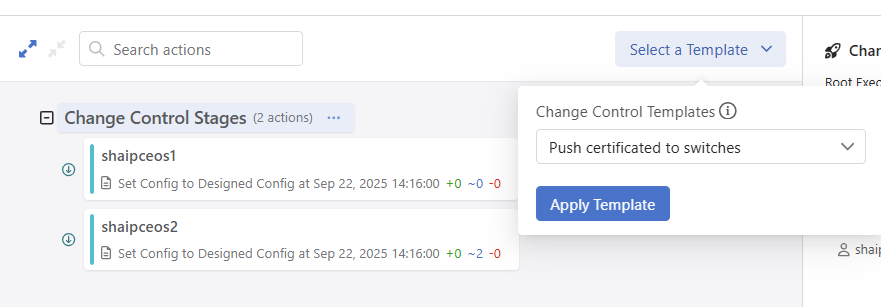 Search actions
Select a Template
Chan
Root Exec
Change Control Stages (2 actions) ...
shaipceos1
Set Config to Designed Config at Sep 22, 2025 14:16:00 +0 ~0 -0
shaipceos2
Set Config to Designed Config at Sep 22, 2025 14:16:00 +0 ~2 -0
Change Control Templates
Push certificated to switches
Apply Template
shaip